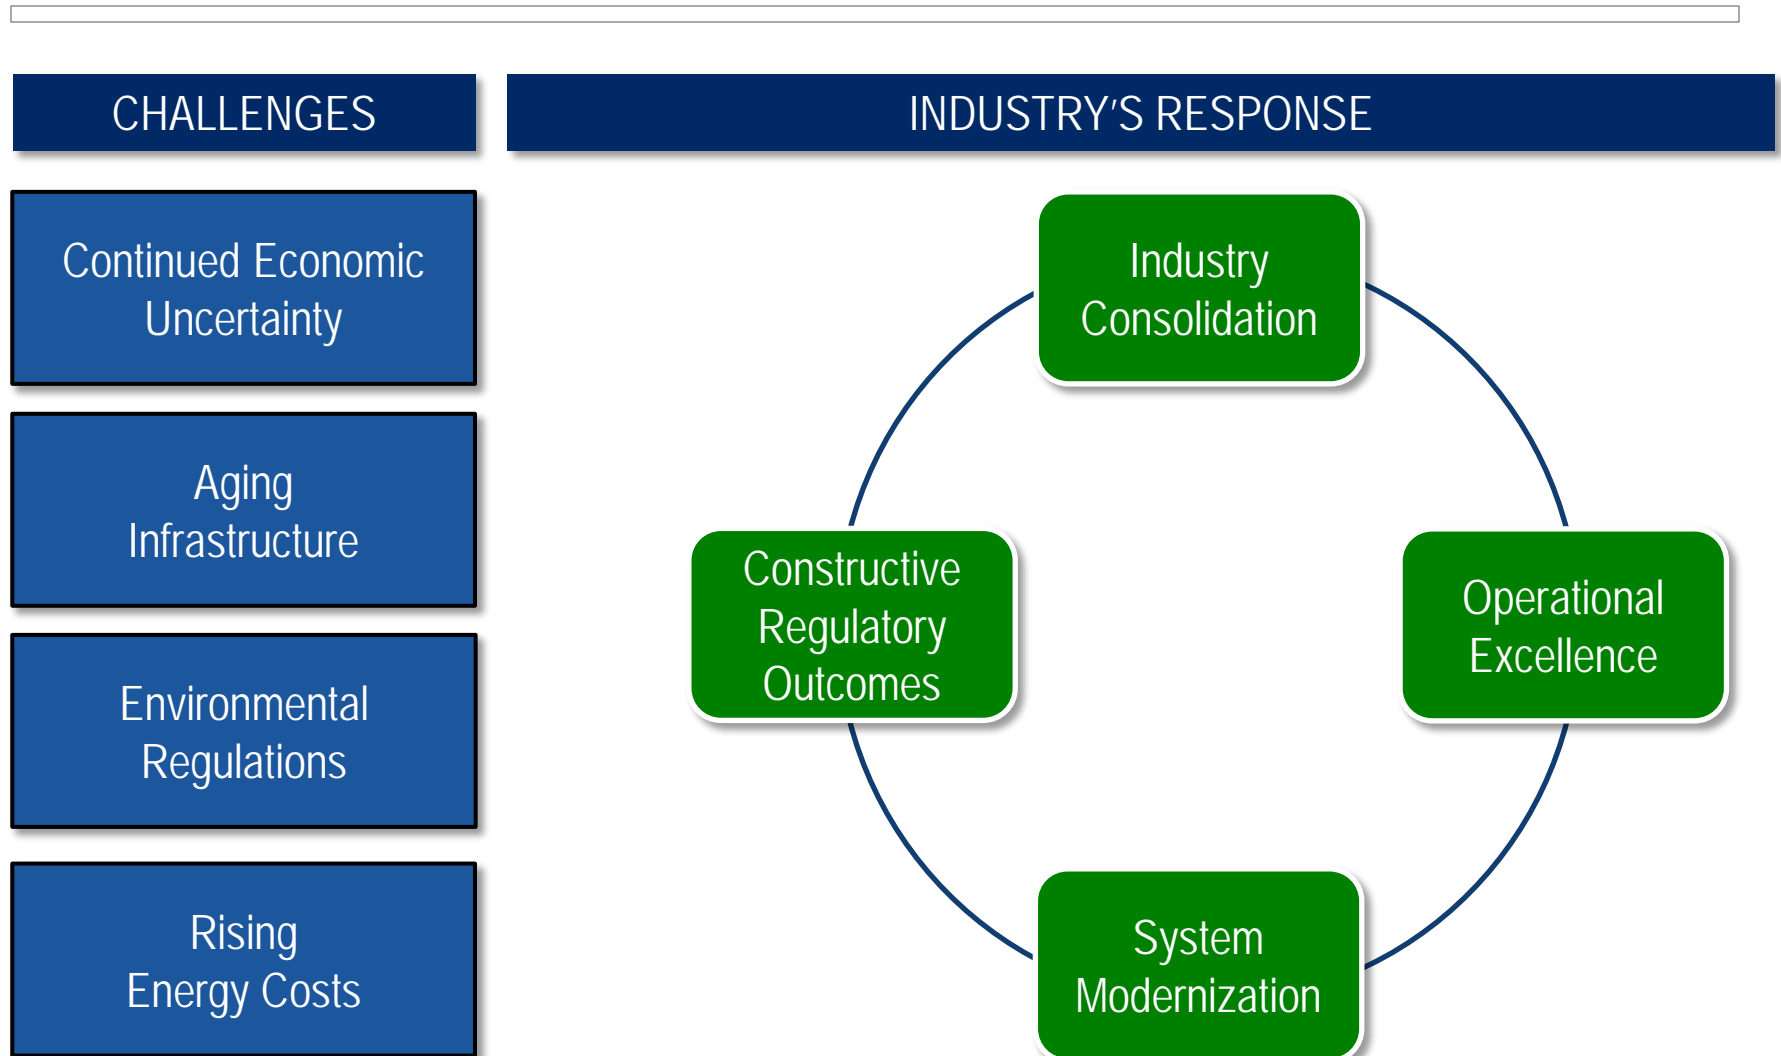 CHALLENGES
INDUSTRY'S RESPONSE
Continued Economic
Uncertainty
Aging
Infrastructure
Environmental
Regulations
Rising
Energy Costs
Industry
Consolidation
Constructive
Regulatory
Outcomes
Operational
Excellence
System
Modernization